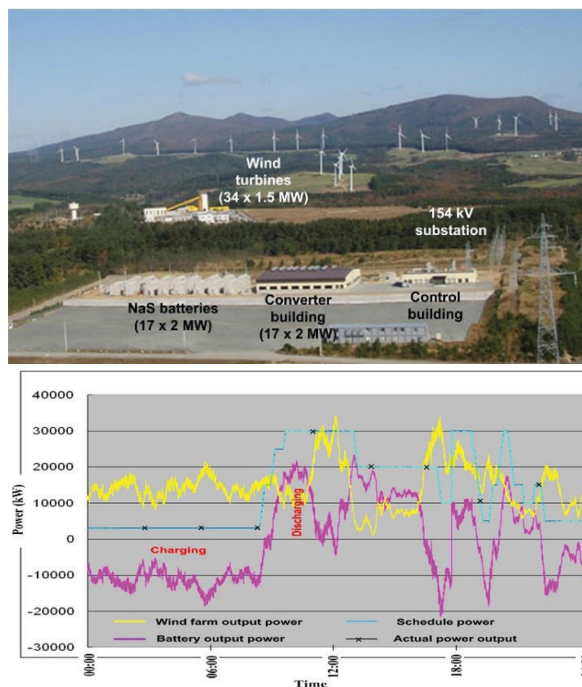 Wind
turbines
(34 x 1.5 MW)
154 kV
substation
NaS batteries
(17 x 2 MW)
Converter
building
(17 x 2 MW)
Control
building
40000
30000
20000
10000
0
-10000
-20000
-30000
Power (kW)
Charging
Discharging
Wind farm output power
Schedule power
Battery output power
Actual power output
00:00
06:00
12:00
18:00
Time